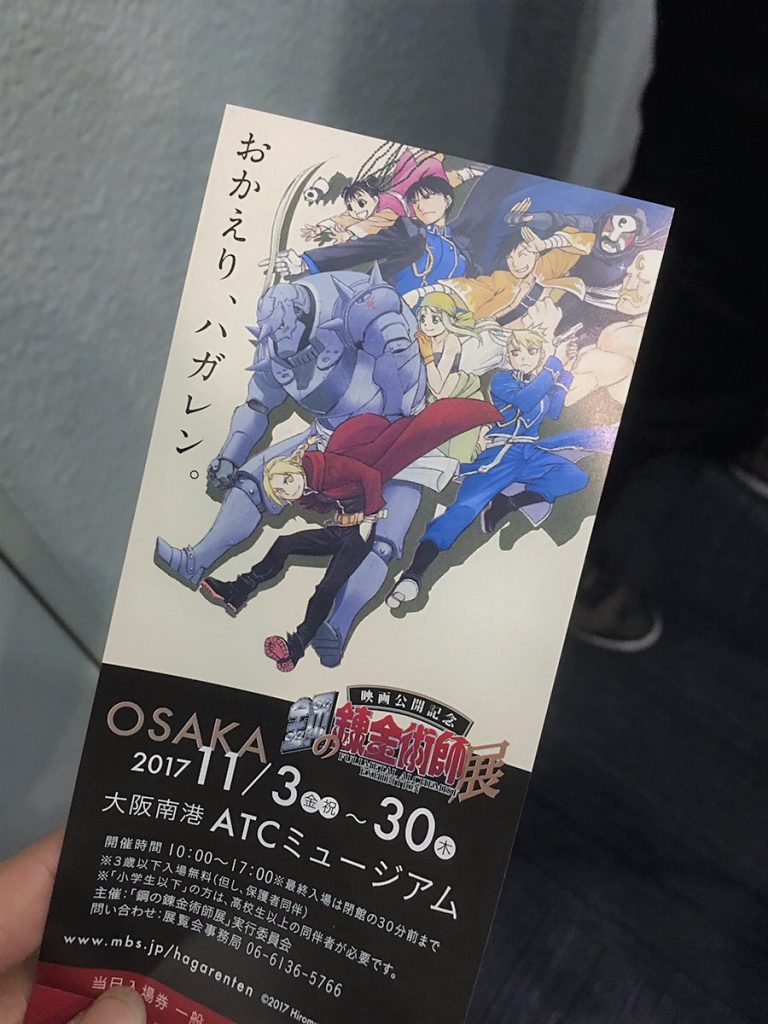 おかえり、ハガレン。
映画公開記念
鋼の錬金術師展
FULLMETAL ALCHEMIST
EXHIBITION
OSAKA
2017 11/3金祝～30木
大阪南港 ATCミュージアム
開催時間 10:00～17:00※最終入場は閉館の30分前まで
※3歳以下入場無料(但し、保護者同伴)
※「小学生以下」の方は、高校生以上の同伴者が必要です。
主催:「鋼の錬金術師展」実行委員会
問い合わせ:展覧会事務局 06-6136-5766
www.mbs.jp/hagarenten ©2017
当日入場券 一般